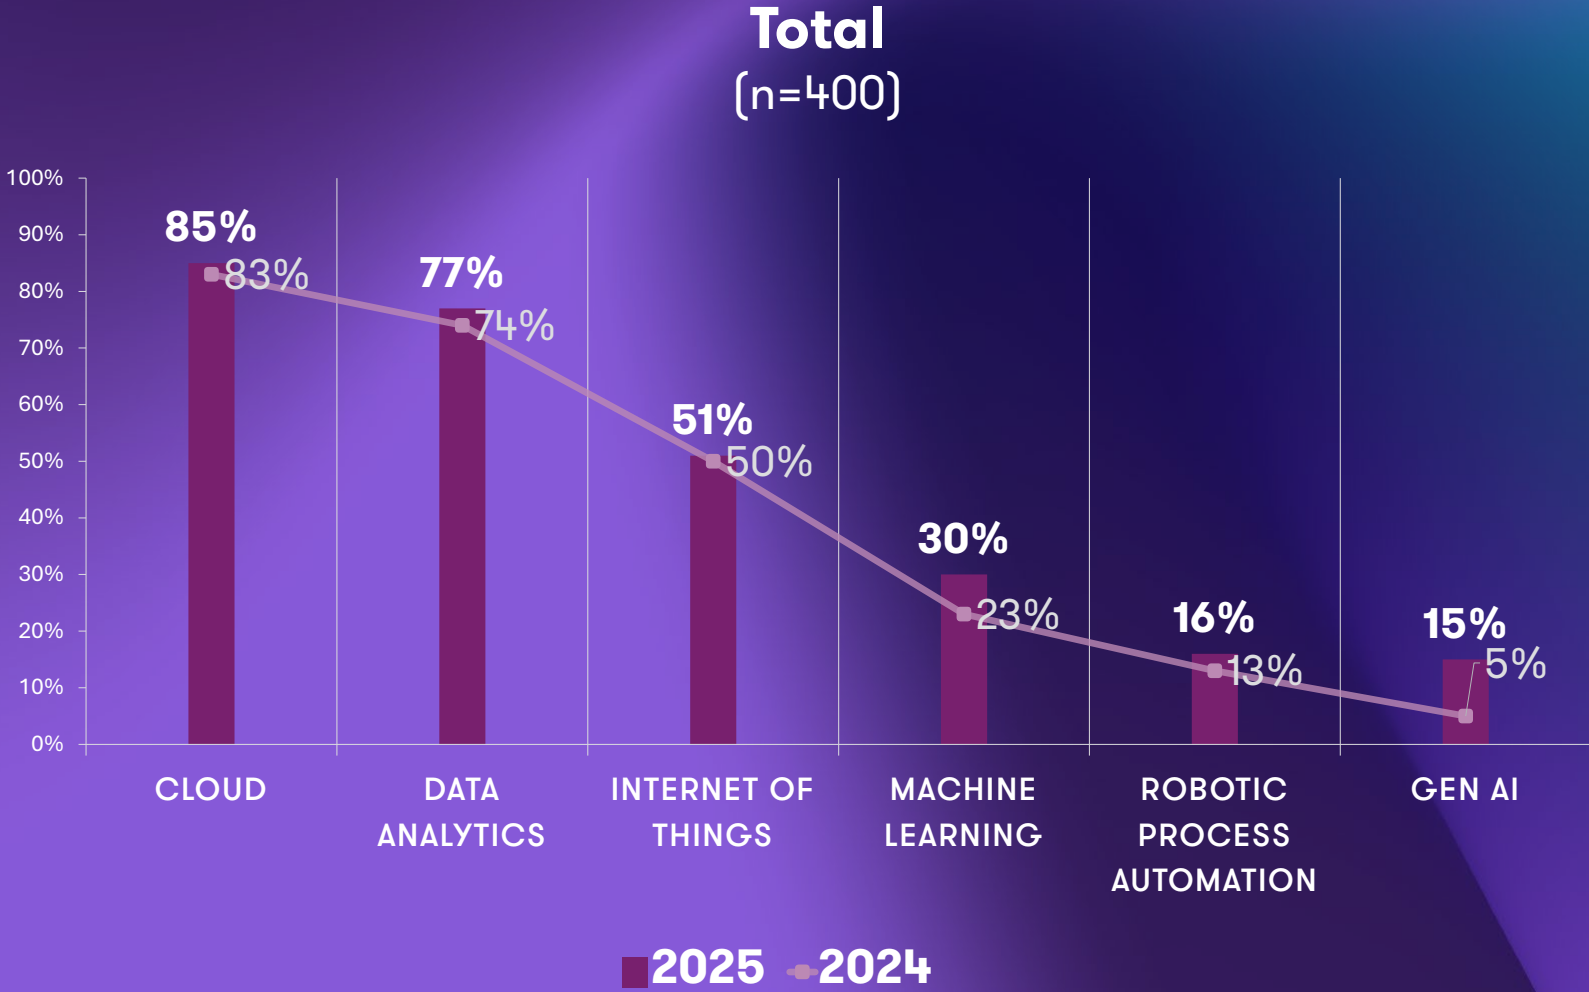 Total
(n=400)
100%
90%
80%
70%
60%
50%
40%
30%
20%
10%
0%
85%
83%
77%
74%
51%
50%
30%
23%
16%
13%
15%
5%
CLOUD
DATA
ANALYTICS
INTERNET OF
THINGS
MACHINE
LEARNING
ROBOTIC
PROCESS
AUTOMATION
GEN AI
2025 2024